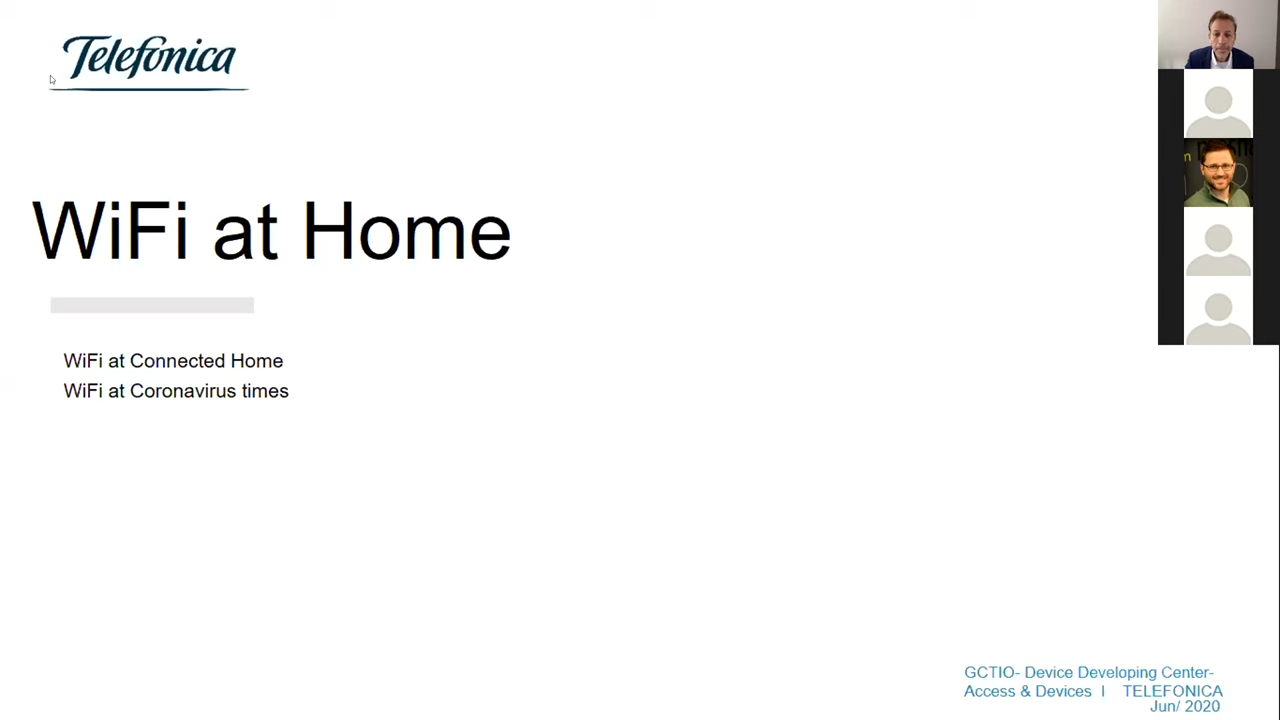 Telefónica
WiFi at Home
WiFi at Connected Home
WiFi at Coronavirus times
GCTIO- Device Developing Center-
Access & Devices I TELEFONICA
Jun/ 2020